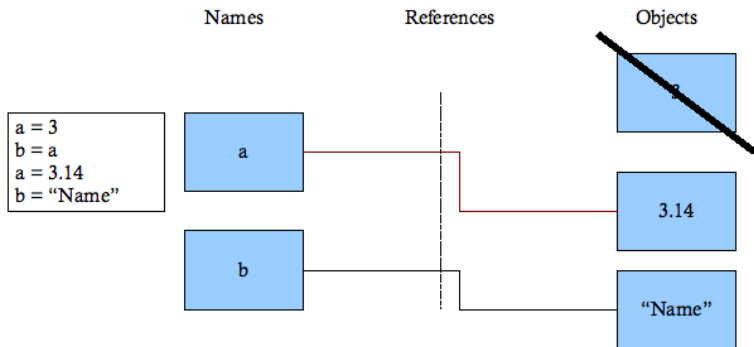 Names References Objects
3
a = 3
b = a
a = 3.14
b = “Name”
a
3.14
b
“Name”